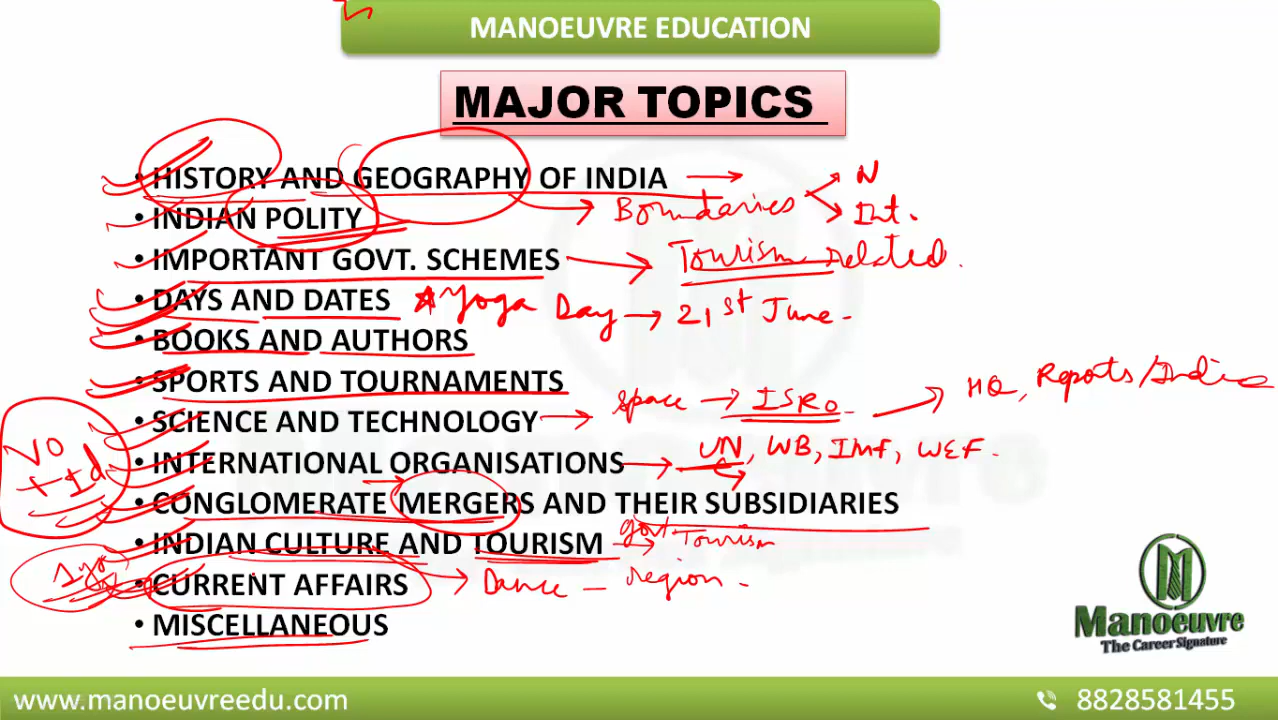 MANOEUVRE EDUCATION
MAJOR TOPICS
• HISTORY AND GEOGRAPHY OF INDIA → N
• INDIAN POLITY → Boundaries Int.
• IMPORTANT GOVT. SCHEMES → Tourism related.
• DAYS AND DATES Yoga Day → 21st June.
• BOOKS AND AUTHORS
• SPORTS AND TOURNAMENTS
• SCIENCE AND TECHNOLOGY → Space → ISRO → HQ, Reports/
• INTERNATIONAL ORGANISATIONS → UN, WB, IMF, WEF.
• CONGLOMERATE MERGERS AND THEIR SUBSIDIARIES
• INDIAN CULTURE AND TOURISM → govt. Tourism
• CURRENT AFFAIRS → Dance – region.
• MISCELLANEOUS
Manoeuvre
The Career Signature
www.manoeuvreedu.com 8828581455